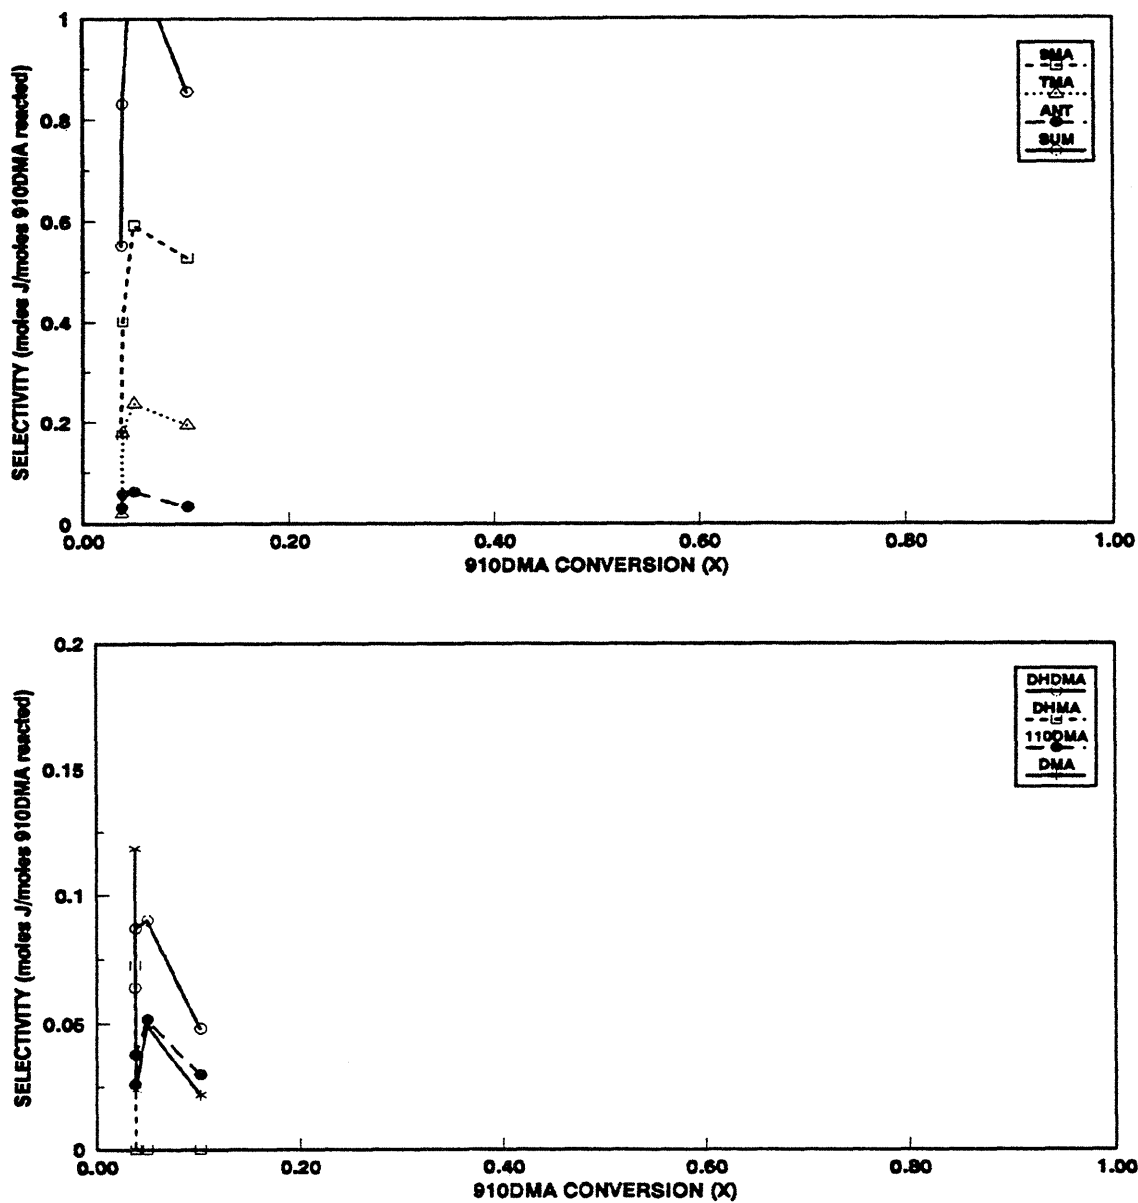 1
0.8
0.6
0.4
0.2
0
SELECTIVITY (moles J/moles 910DMA reacted)
9MA
TMA
ANT
SUM
0.00 0.20 0.40 0.60 0.80 1.00
910DMA CONVERSION (X)
0.2
0.15
0.1
0.05
0
SELECTIVITY (moles J/moles 910DMA reacted)
DHDMA
DHMA
110DMA
DMA
0.00 0.20 0.40 0.60 0.80 1.00
910DMA CONVERSION (X)